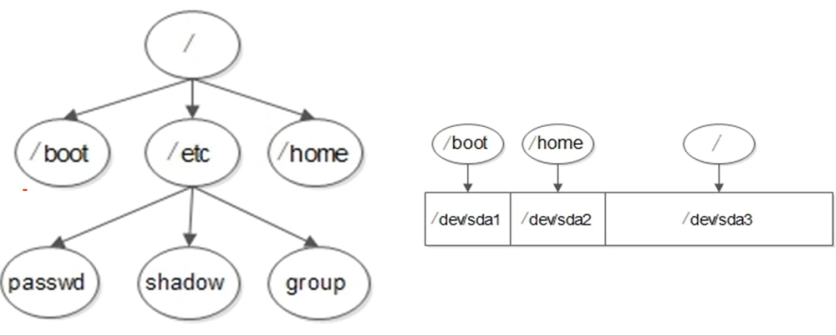 /
/boot
/etc
/home
passwd
shadow
group
/boot
/home
/
/dev/sda1
/dev/sda2
/dev/sda3